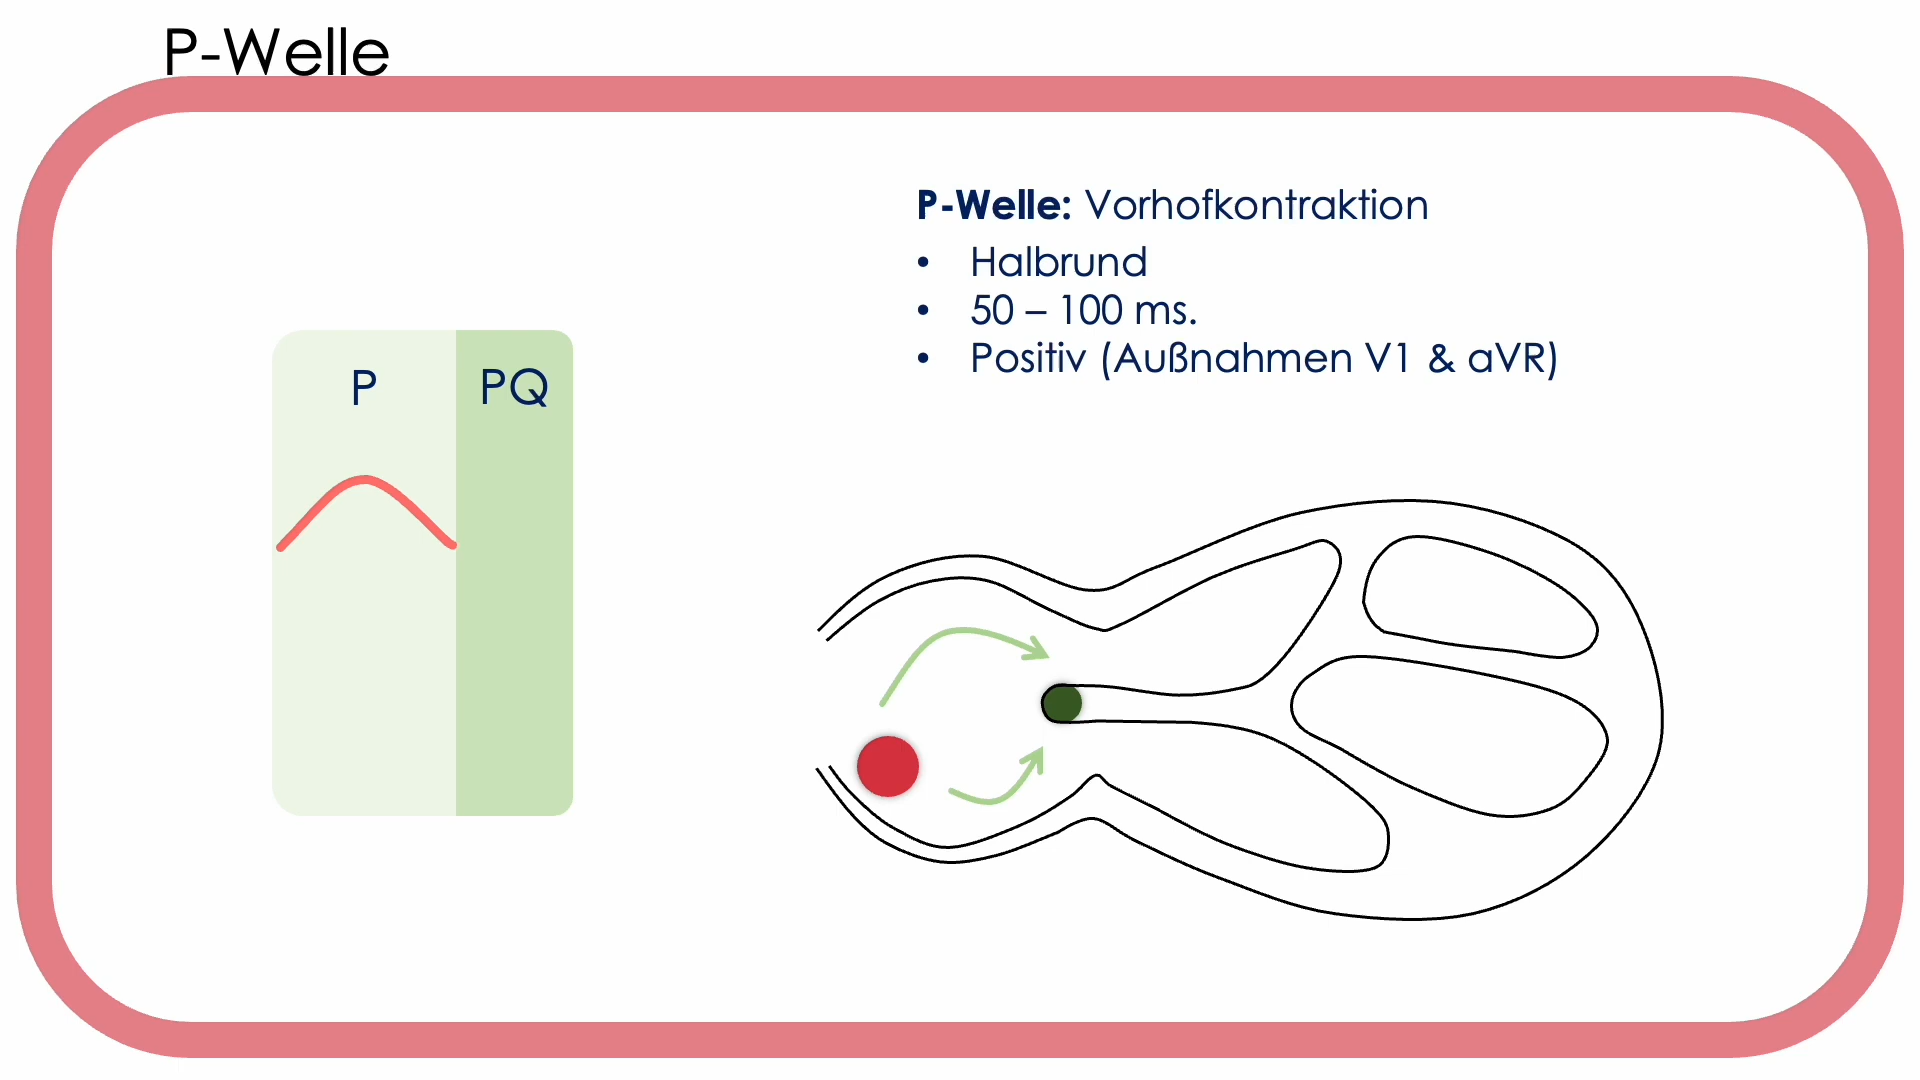 P-Welle
P-Welle: Vorhofkontraktion
• Halbrund
• 50 – 100 ms.
• Positiv (Außnahmen V1 & aVR)
P
PQ